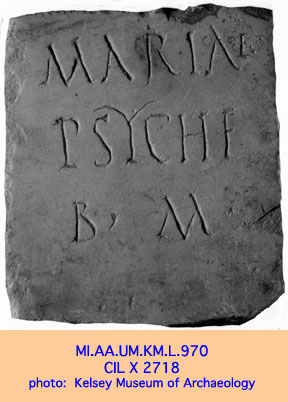 MARIAE
PSYCHE
B, M
MI.AA.UM.KM.L.970
CIL X 2718
photo: Kelsey Museum of Archaeology